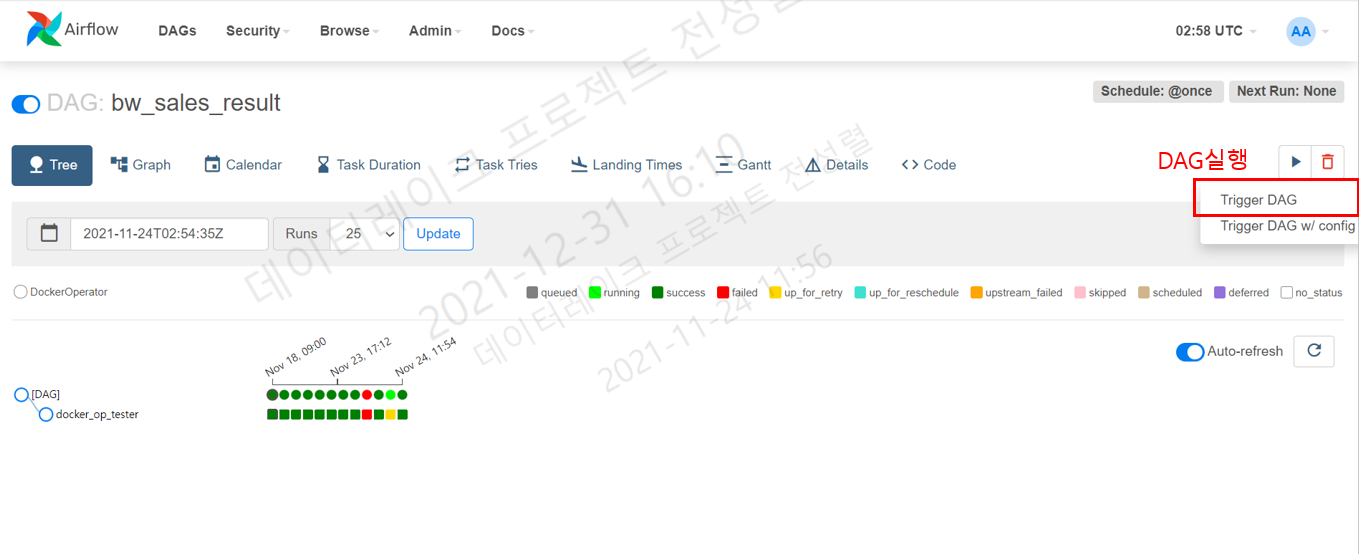 Airflow DAGs Security Browse Admin Docs 02:58 UTC AA
DAG: bw_sales_result Schedule: @once Next Run: None
Tree Graph Calendar Task Duration Task Tries Landing Times Gantt Details Code
DAG실행
Trigger DAG
Trigger DAG w/ config
2021-11-24T02:54:35Z Runs 25 Update
DockerOperator queued running success failed up_for_retry up_for_reschedule upstream_failed skipped scheduled deferred no_status
Nov 18, 09:00 Nov 23, 17:12 Nov 24, 11:54
Auto-refresh
[DAG]
docker_op_tester
데이터레이크 프로젝트 전선렬
2021-12-31 16:10
데이터레이크 프로젝트 전선렬
2021-11-24 11:56